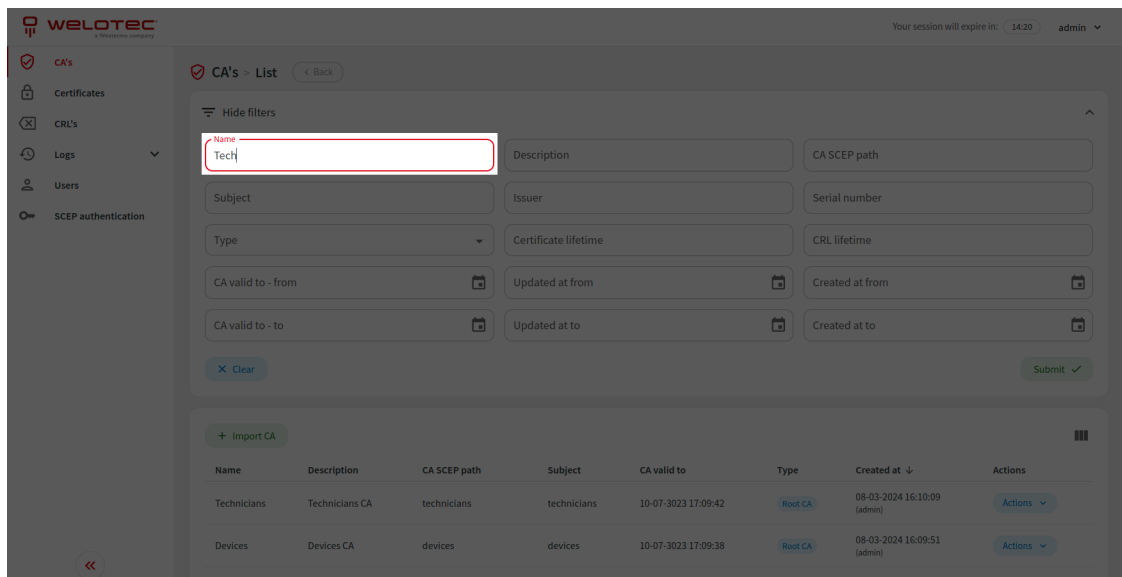 WELOTEC
a Westermo company
Your session will expire in: 14:20 admin
CA's
Certificates
CRL's
Logs
Users
SCEP authentication
CA's > List < Back
Hide filters
Name
Tech
Description
CA SCEP path
Subject
Issuer
Serial number
Type
Certificate lifetime
CRL lifetime
CA valid to - from
Updated at from
Created at from
CA valid to - to
Updated at to
Created at to
Clear
Submit
+ Import CA
Name Description CA SCEP path Subject CA valid to Type Created at ↓ Actions
Technicians Technicians CA technicians technicians 10-07-3023 17:09:42 Root CA 08-03-2024 16:10:09 Actions
(admin)
Devices Devices CA devices devices 10-07-3023 17:09:38 Root CA 08-03-2024 16:09:51 Actions
(admin)